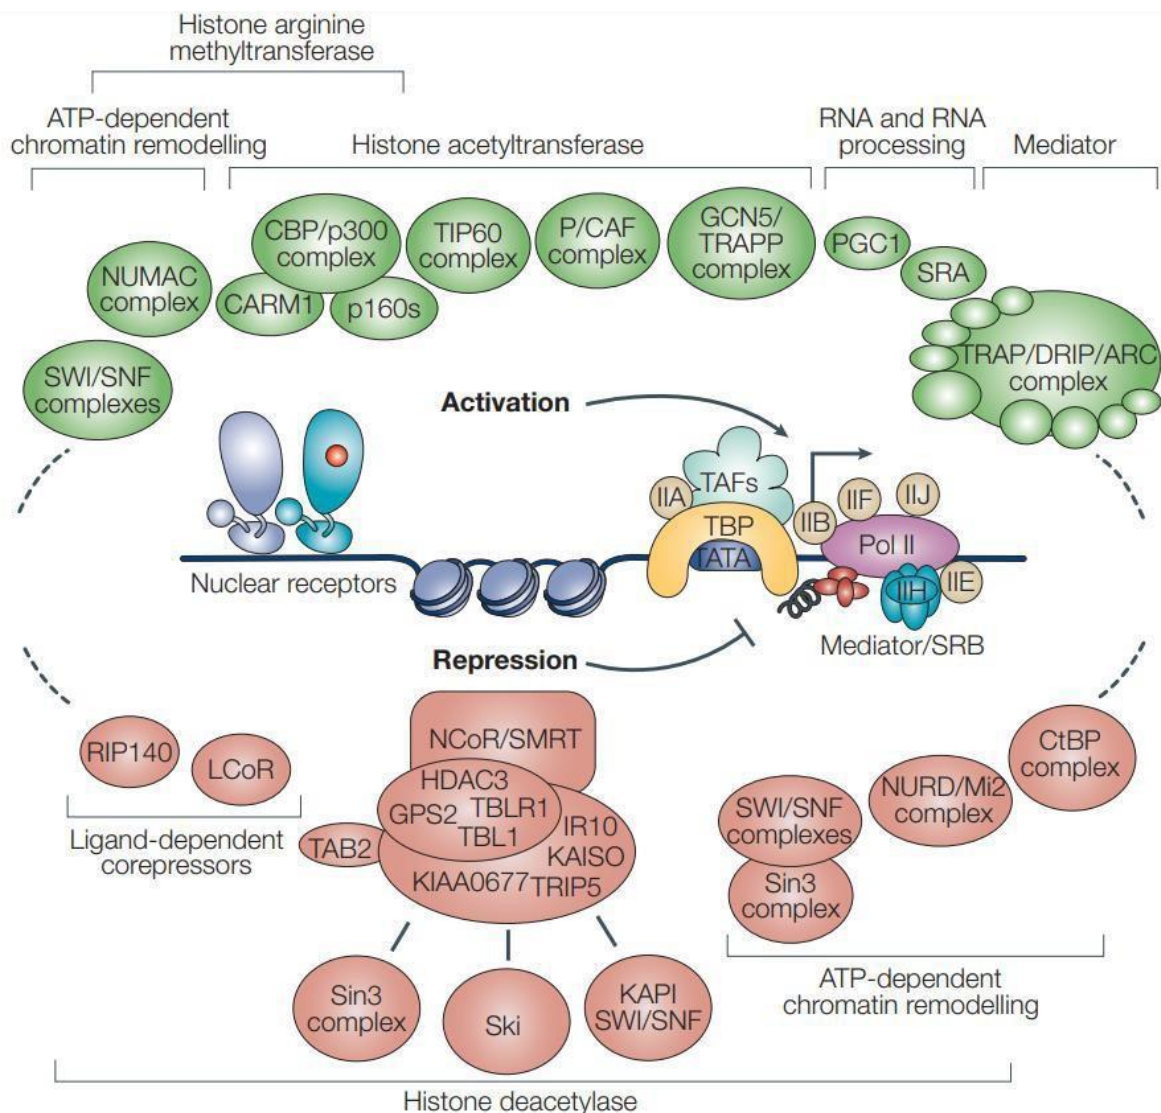 Histone arginine
methyltransferase
ATP-dependent
chromatin remodelling
Histone acetyltransferase
RNA and RNA
processing
Mediator
CBP/p300
complex
TIP60
complex
P/CAF
complex
GCN5/
TRAPP
complex
PGC1
SRA
NUMAC
complex
CARM1
p160s
TRAP/DRIP/ARC
complex
SWI/SNF
complexes
Activation
IIA
TAFs
IIB
IIF
IIJ
TBP
TATA
Pol II
IIH
IIE
Nuclear receptors
Mediator/SRB
Repression
RIP140
LCoR
Ligand-dependent
corepressors
NCoR/SMRT
HDAC3
GPS2
TBLR1
TBL1
IR10
KAISO
TAB2
KIAA0677
TRIP5
CtBP
complex
NURD/Mi2
complex
SWI/SNF
complexes
Sin3
complex
ATP-dependent
chromatin remodelling
Sin3
complex
Ski
KAPI
SWI/SNF
Histone deacetylase